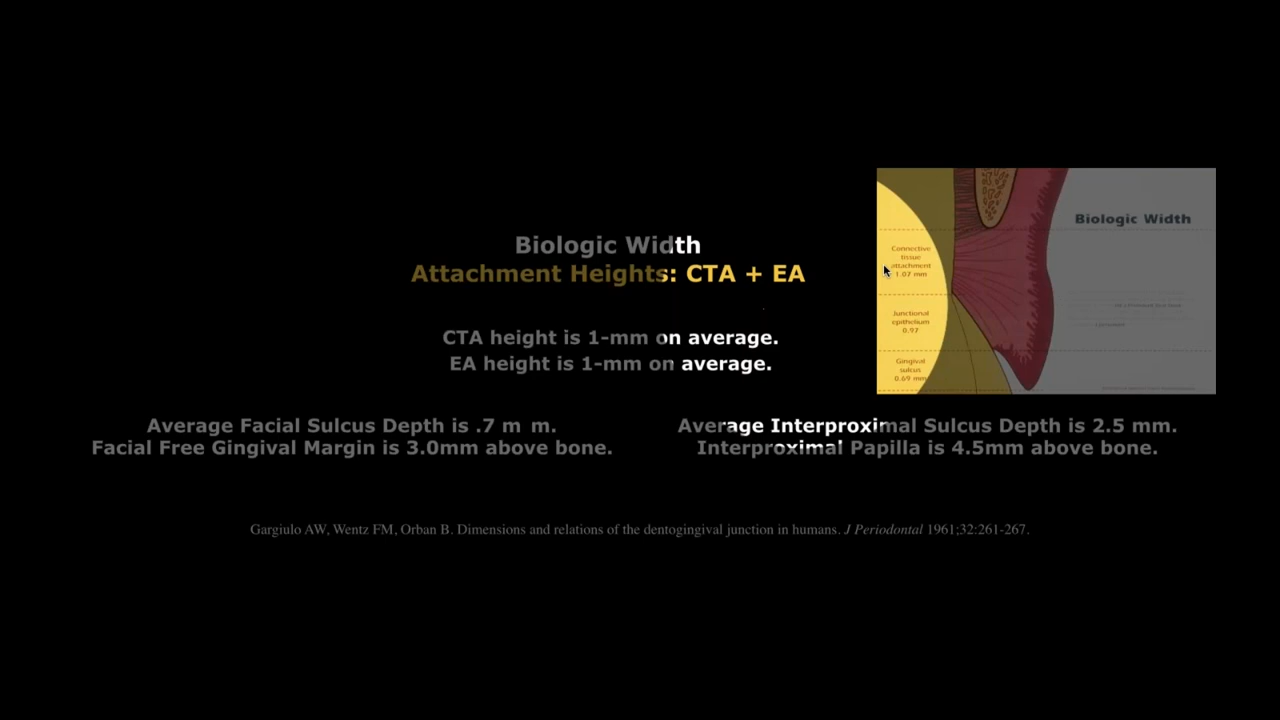 Biologic Width
Attachment Heights: CTA + EA
CTA height is 1-mm on average.
EA height is 1-mm on average.
Average Facial Sulcus Depth is .7 m m.
Facial Free Gingival Margin is 3.0mm above bone.
Average Interproximal Sulcus Depth is 2.5 mm.
Interproximal Papilla is 4.5mm above bone.
Gargiulo AW, Wentz FM, Orban B. Dimensions and relations of the dentogingival junction in humans. J Periodontal 1961;32:261-267.
Biologic Width
Connective
tissue
attachment
1.07 mm
Junctional
epithelium
0.97
Gingival
sulcus
0.69 mm